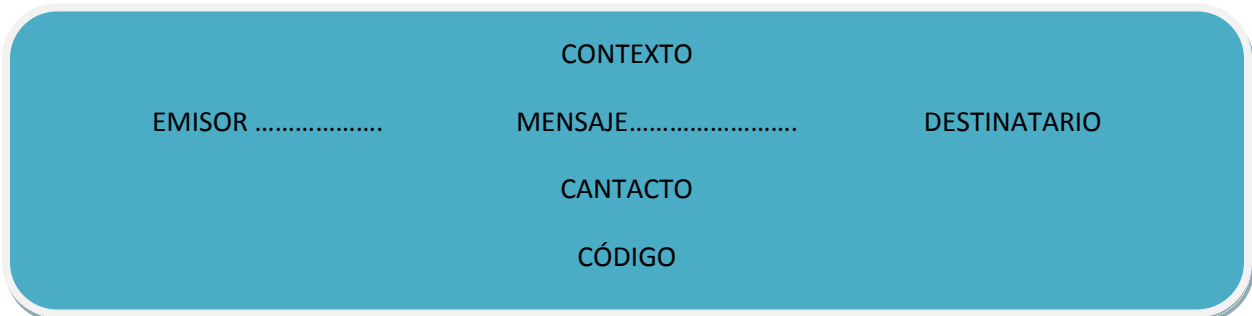 CONTEXTO
EMISOR ………………. MENSAJE……………………. DESTINATARIO
CANTACTO
CÓDIGO